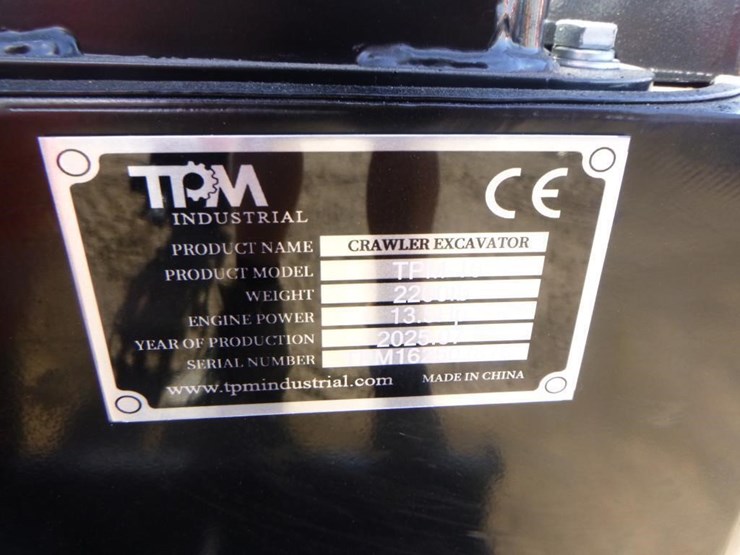 TPM
INDUSTRIAL
CE
PRODUCT NAME CRAWLER EXCAVATOR
PRODUCT MODEL
WEIGHT
ENGINE POWER
YEAR OF PRODUCTION
SERIAL NUMBER
www.tpmindustrial.com MADE IN CHINA